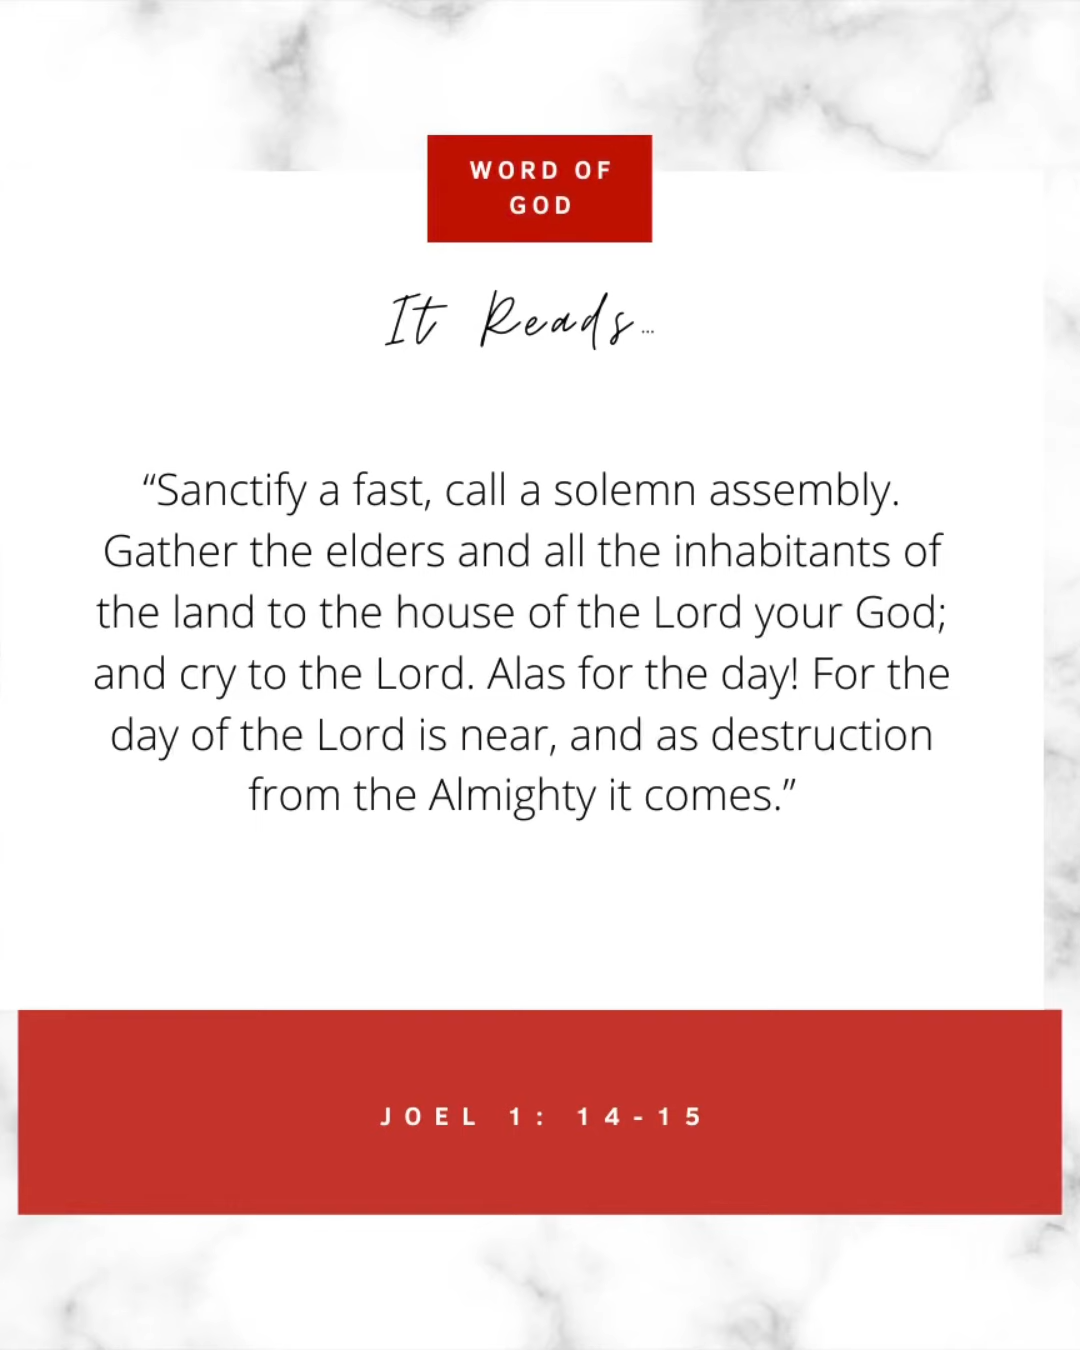 WORD OF
GOD
It Reads...
“Sanctify a fast, call a solemn assembly.
Gather the elders and all the inhabitants of
the land to the house of the Lord your God;
and cry to the Lord. Alas for the day! For the
day of the Lord is near, and as destruction
from the Almighty it comes.”
JOEL 1: 14-15